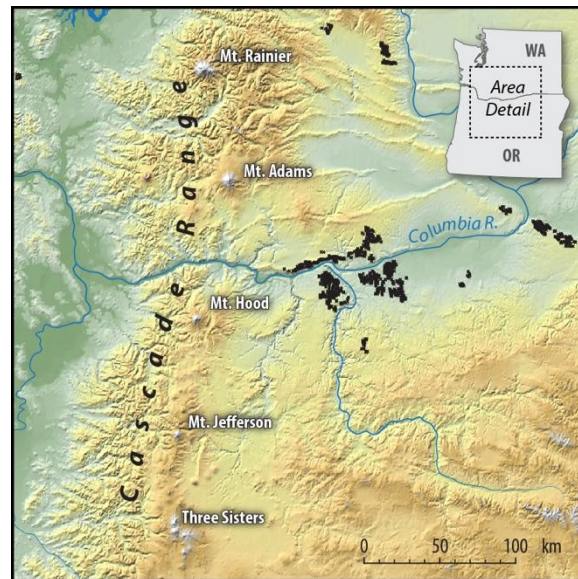 Mt. Rainier
WA
Area
Detail
OR
Mt. Adams
Columbia R.
Cascade Range
Mt. Hood
Mt. Jefferson
Three Sisters
0 50 100 km